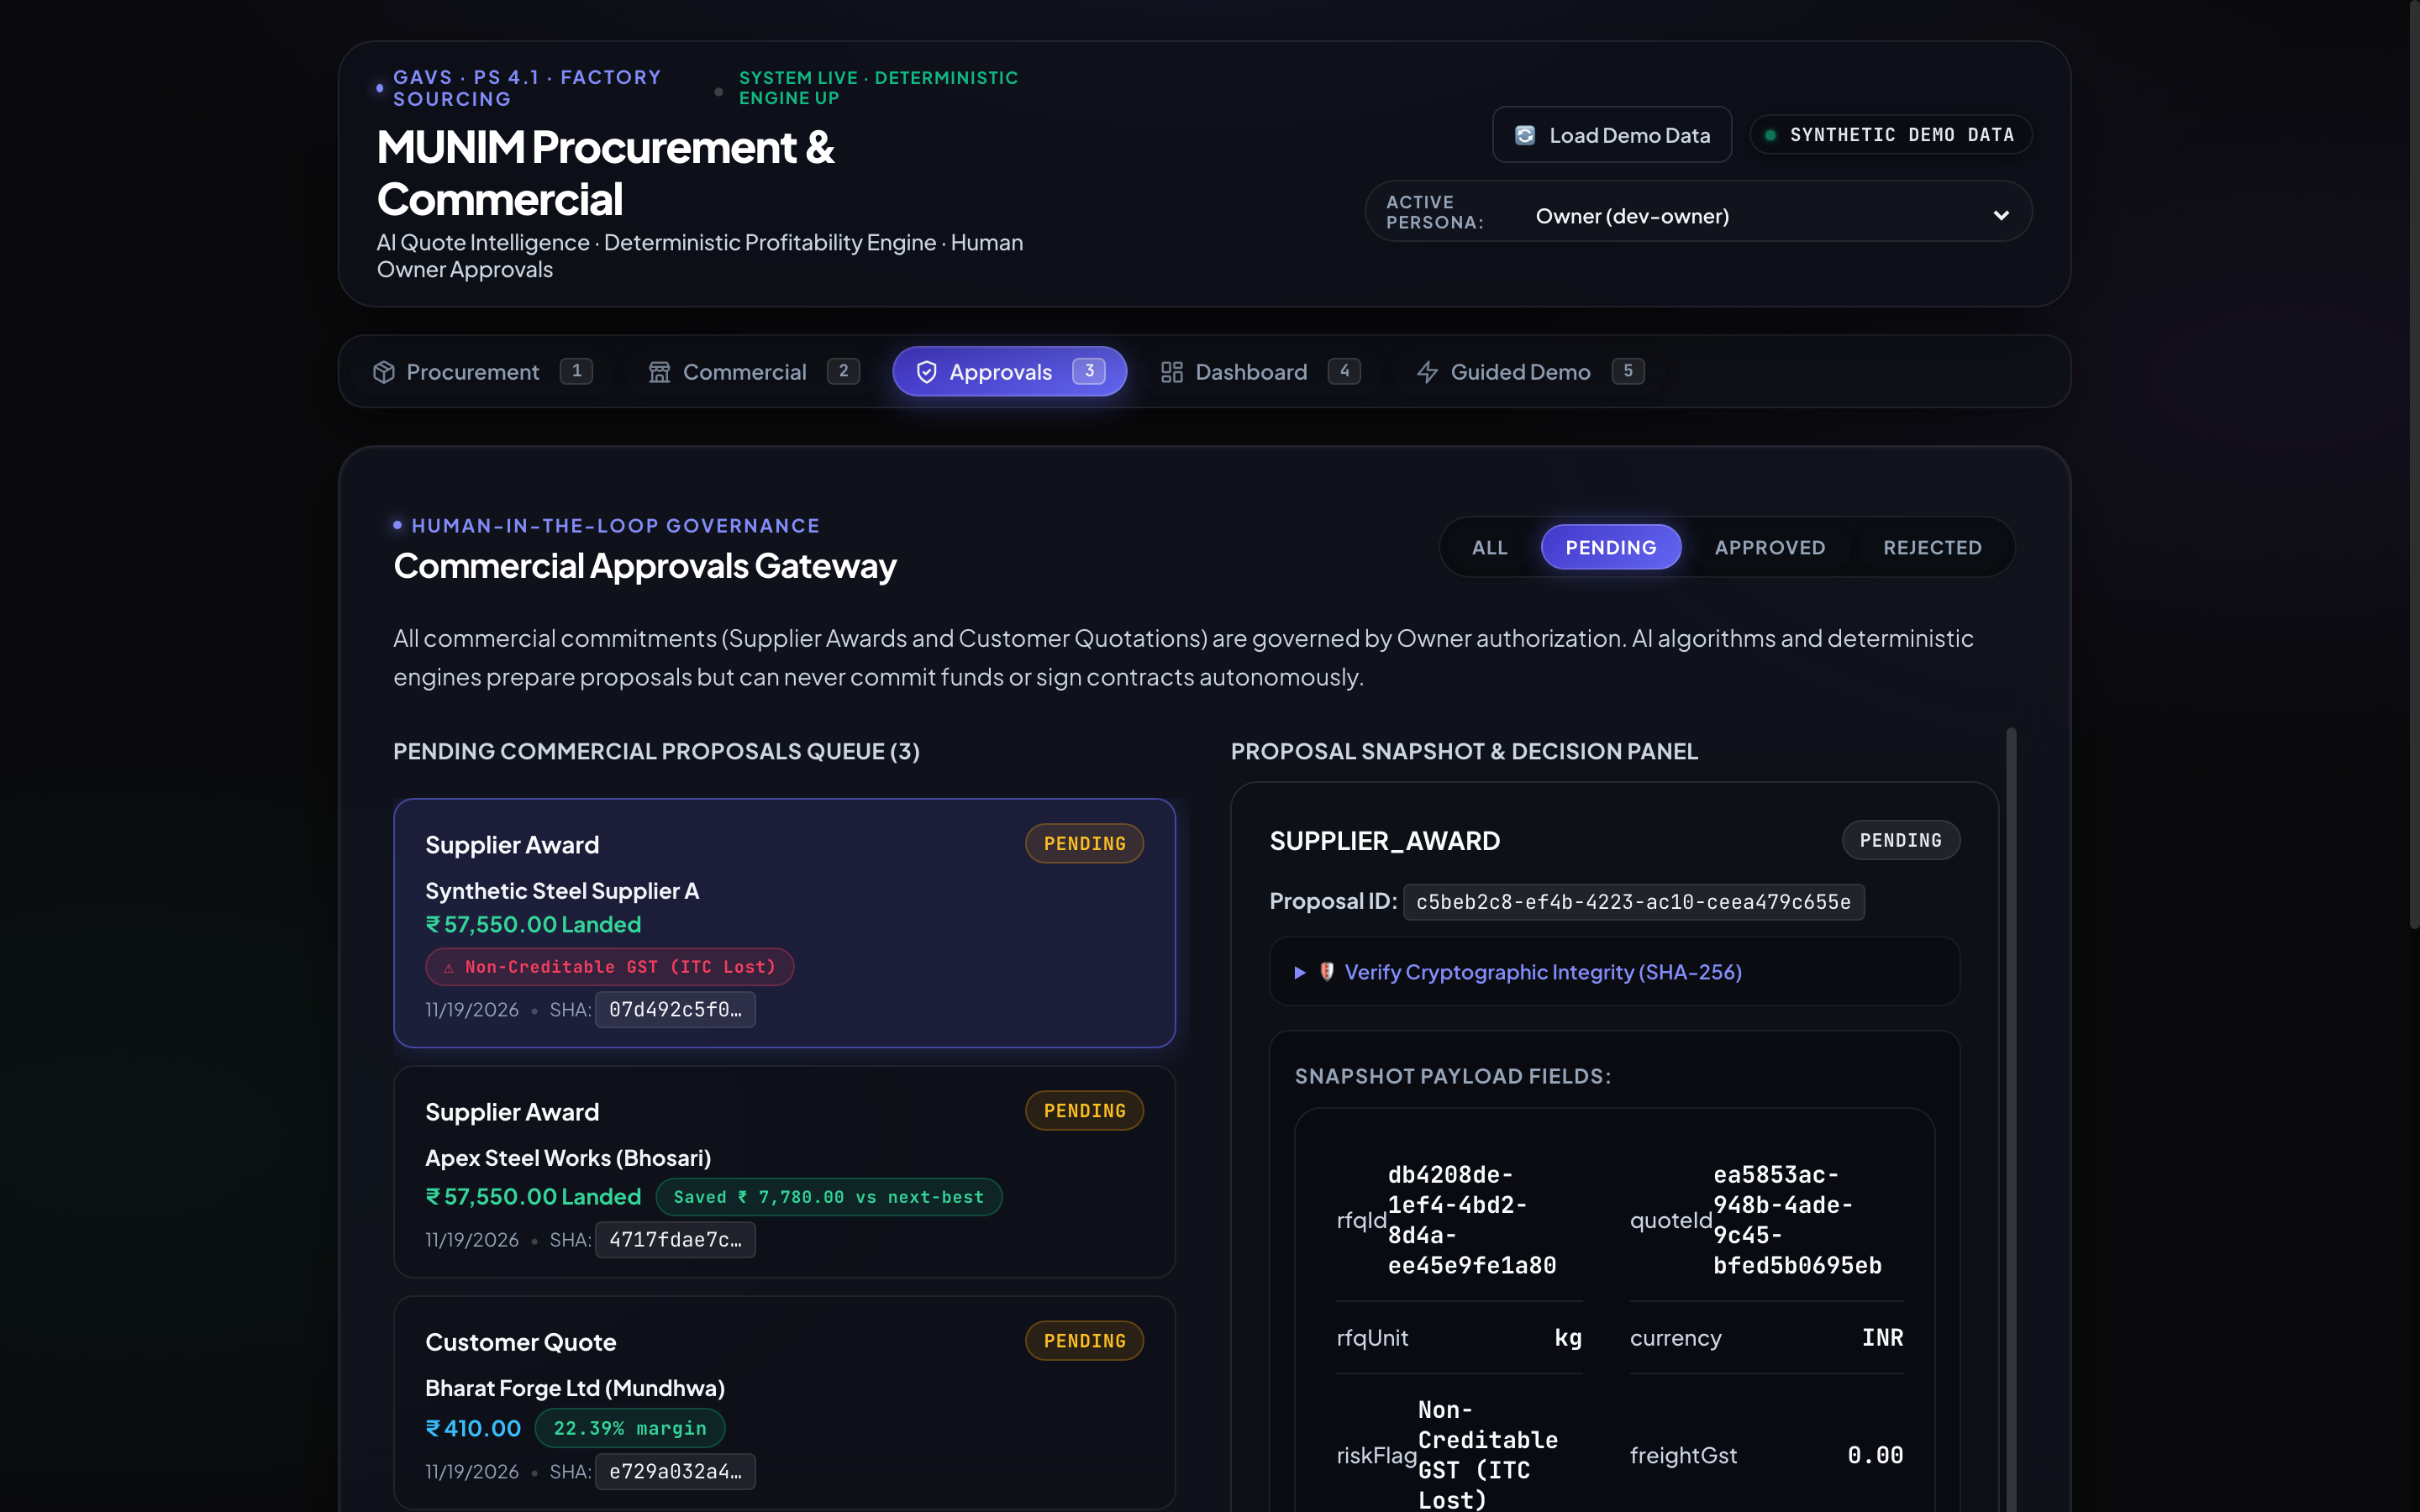 GAVS · PS 4.1 · FACTORY
SOURCING
SYSTEM LIVE · DETERMINISTIC
ENGINE UP
MUNIM Procurement &
Commercial
AI Quote Intelligence · Deterministic Profitability Engine · Human
Owner Approvals
Load Demo Data
SYNTHETIC DEMO DATA
ACTIVE
PERSONA:
Owner (dev-owner)
Procurement 1
Commercial 2
Approvals 3
Dashboard 4
Guided Demo 5
HUMAN-IN-THE-LOOP GOVERNANCE
Commercial Approvals Gateway
ALL
PENDING
APPROVED
REJECTED
All commercial commitments (Supplier Awards and Customer Quotations) are governed by Owner authorization. AI algorithms and deterministic
engines prepare proposals but can never commit funds or sign contracts autonomously.
PENDING COMMERCIAL PROPOSALS QUEUE (3)
Supplier Award
PENDING
Synthetic Steel Supplier A
₹ 57,550.00 Landed
⚠ Non-Creditable GST (ITC Lost)
11/19/2026 • SHA: 07d492c5f0…
Supplier Award
PENDING
Apex Steel Works (Bhosari)
₹ 57,550.00 Landed
Saved ₹ 7,780.00 vs next-best
11/19/2026 • SHA: 4717fdae7c…
Customer Quote
PENDING
Bharat Forge Ltd (Mundhwa)
₹ 410.00
22.39% margin
11/19/2026 • SHA: e729a032a4…
PROPOSAL SNAPSHOT & DECISION PANEL
SUPPLIER_AWARD
PENDING
Proposal ID: c5beb2c8-ef4b-4223-ac10-ceea479c655e
Verify Cryptographic Integrity (SHA-256)
SNAPSHOT PAYLOAD FIELDS:
rfqId
db4208de-
1ef4-4bd2-
8d4a-
ee45e9fe1a80
quoteId
ea5853ac-
948b-4ade-
9c45-
bfed5b0695eb
rfqUnit kg
currency INR
riskFlag
Non-
Creditable
GST (ITC
Lost)
freightGst 0.00